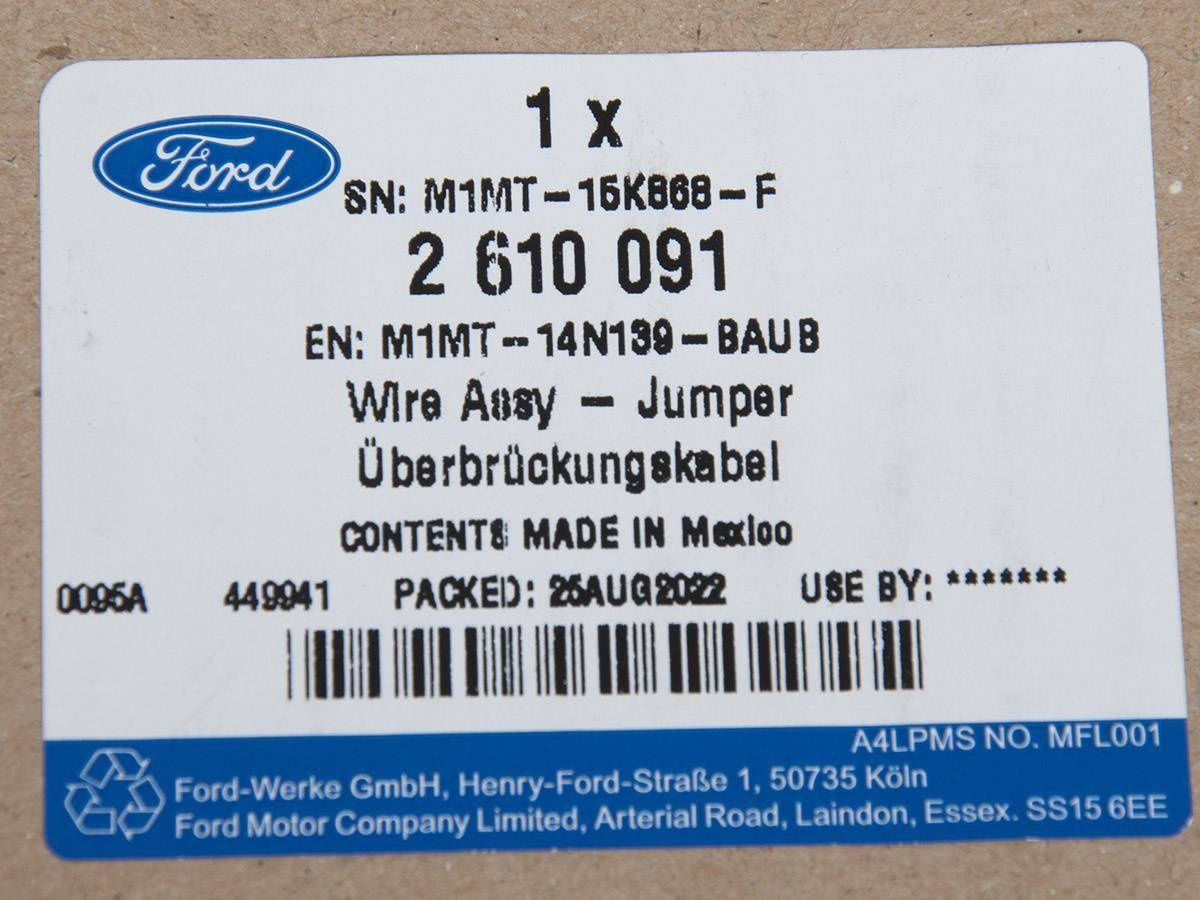 1 x
Ford
SN: M1MT-15K868-F
2 610 091
EN: M1MT-14N139-BAUB
Wire Assy - Jumper
Überbrückungskabel
CONTENTS MADE IN Mexico
0095A 449941 PACKED: 25AUG2022 USE BY: *******
A4LPMS NO. MFL001
Ford-Werke GmbH, Henry-Ford-Straße 1, 50735 Köln
Ford Motor Company Limited, Arterial Road, Laindon, Essex. SS15 6EE